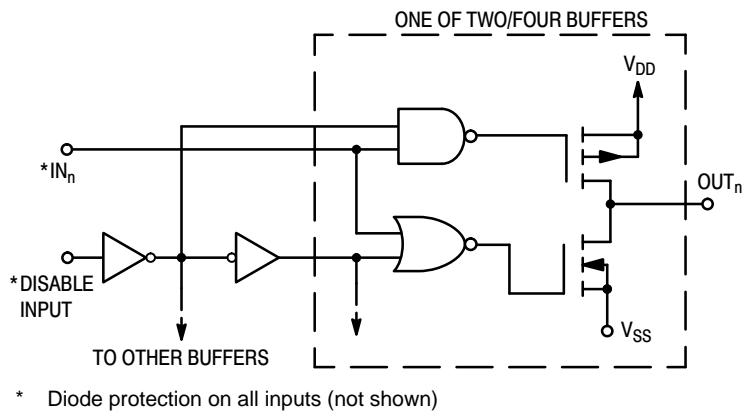 ONE OF TWO/FOUR BUFFERS
VDD
*INn
OUTn
*DISABLE
INPUT
VSS
TO OTHER BUFFERS
* Diode protection on all inputs (not shown)